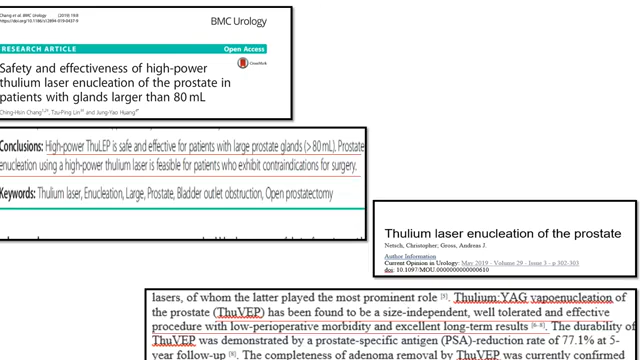 Chang et al. BMC Urology (2019) 19:8
https://doi.org/10.1186/s12894-019-0437-9
BMC Urology
RESEARCH ARTICLE Open Access
CrossMark
Safety and effectiveness of high-power
thulium laser enucleation of the prostate in
patients with glands larger than 80 mL
Ching-Hsin Chang, Tzu-Ping Lin and Jung-Yao Huang
Conclusions: High-power ThuLEP is safe and effective for patients with large prostate glands (> 80 mL). Prostate
enucleation using a high-power thulium laser is feasible for patients who exhibit contraindications for surgery.
Keywords: Thulium laser, Enucleation, Large, Prostate, Bladder outlet obstruction, Open prostatectomy
Thulium laser enucleation of the prostate
Netsch, Christopher; Gross, Andreas J.
Author Information
Current Opinion in Urology: May 2019 - Volume 29 - Issue 3 - p 302-303
doi: 10.1097/MOU.0000000000000610
lasers, of whom the latter played the most prominent role [5]. Thulium:YAG vapoenucleation of
the prostate (ThuVEP) has been found to be a size-independent, well tolerated and effective
procedure with low-perioperative morbidity and excellent long-term results [6-8]. The durability of
ThuVEP was demonstrated by a prostate-specific antigen (PSA)-reduction rate of 77.1% at 5-
year follow-up [8]. The completeness of adenoma removal by ThuVEP was currently confirmed